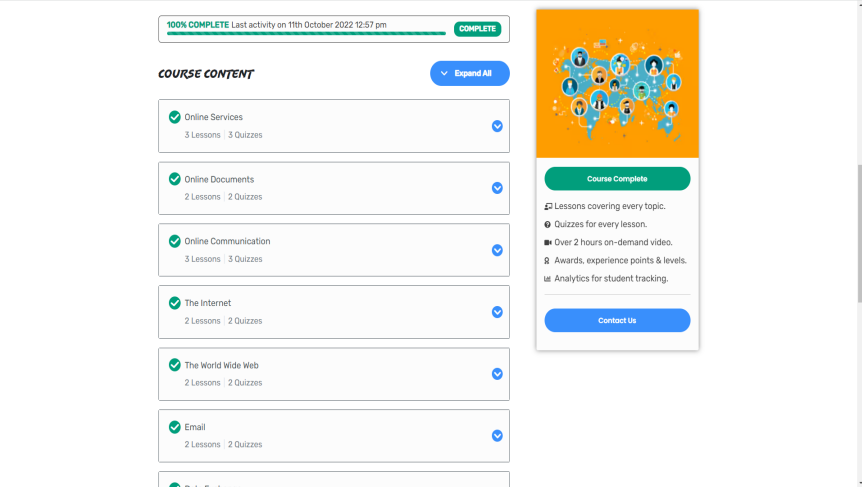 100% COMPLETE Last activity on 11th October 2022 12:57 pm
COMPLETE
COURSE CONTENT
Expand All
Online Services
3 Lessons | 3 Quizzes
Online Documents
2 Lessons | 2 Quizzes
Online Communication
3 Lessons | 3 Quizzes
The Internet
2 Lessons | 2 Quizzes
The World Wide Web
2 Lessons | 2 Quizzes
Email
2 Lessons | 2 Quizzes
Course Complete
Lessons covering every topic.
Quizzes for every lesson.
Over 2 hours on-demand video.
Awards, experience points & levels.
Analytics for student tracking.
Contact Us